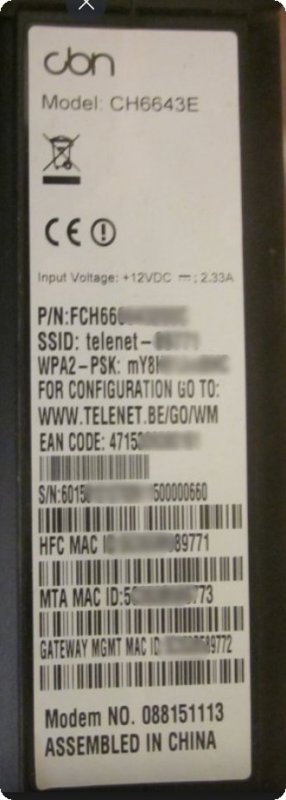 cbn
Model: CH6643E
Input Voltage: +12VDC ⎓ ; 2.33A
P/N:FCH66
SSID: telenet-
WPA2-PSK: mY8
FOR CONFIGURATION GO TO:
WWW.TELENET.BE/GO/WM
EAN CODE: 4715
S/N:6015 500000660
HFC MAC 89771
MTA MAC ID:5 773
GATEWAY MGMT MAC ID 9772
Modem NO. 088151113
ASSEMBLED IN CHINA